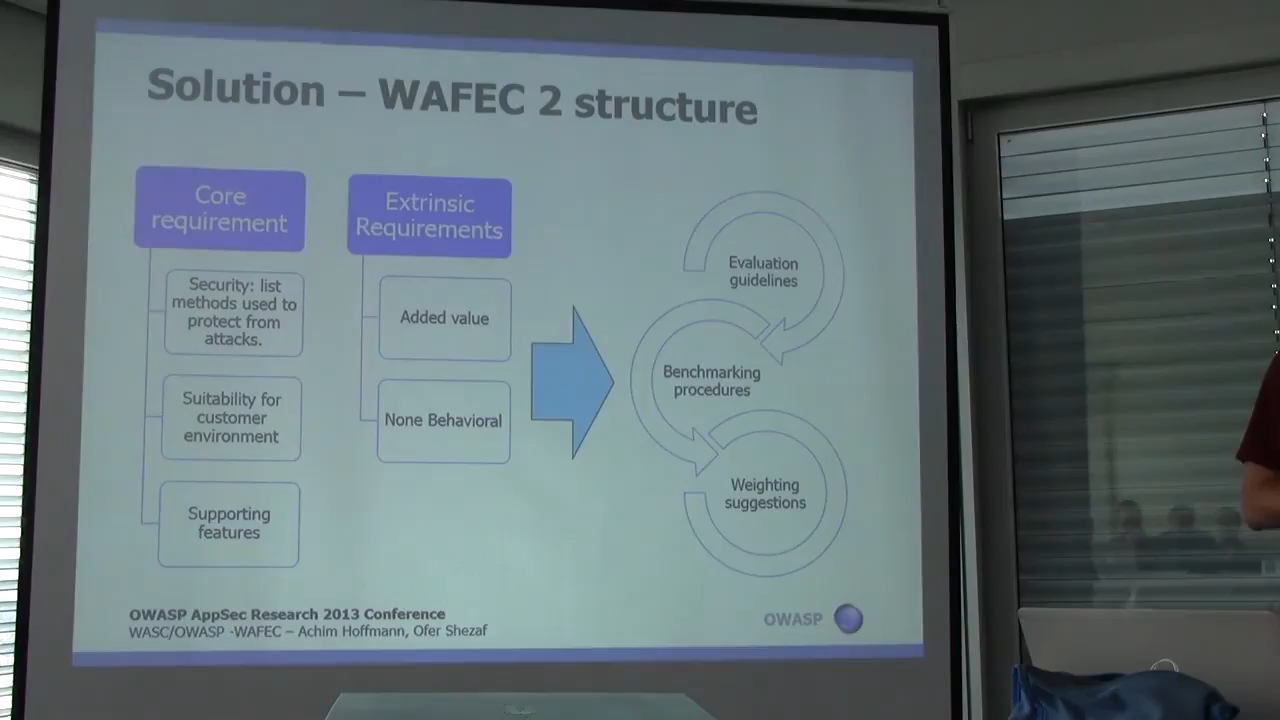 Solution – WAFEC 2 structure
Core
requirement
Security: list
methods used to
protect from
attacks.
Suitability for
customer
environment
Supporting
features
Extrinsic
Requirements
Added value
None Behavioral
Evaluation
guidelines
Benchmarking
procedures
Weighting
suggestions
OWASP AppSec Research 2013 Conference
WASC/OWASP -WAFEC – Achim Hoffmann, Ofer Shezaf
OWASP